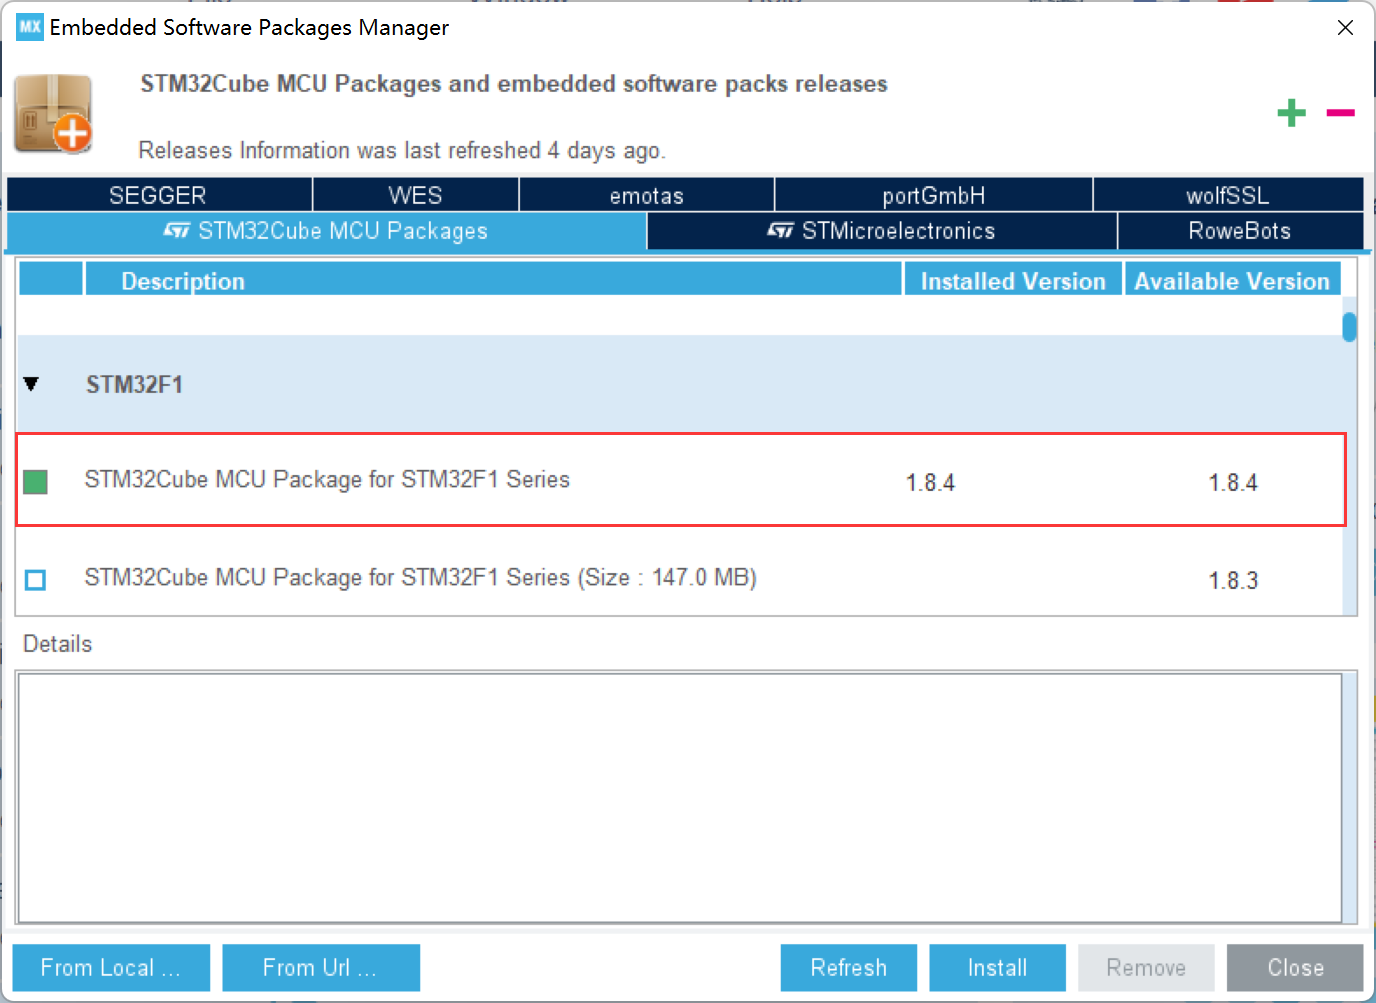 MX Embedded Software Packages Manager
STM32Cube MCU Packages and embedded software packs releases
Releases Information was last refreshed 4 days ago.
SEGGER WES emotas portGmbH wolfSSL
STM32Cube MCU Packages STMicroelectronics RoweBots
Description Installed Version Available Version
STM32F1
STM32Cube MCU Package for STM32F1 Series 1.8.4 1.8.4
STM32Cube MCU Package for STM32F1 Series (Size : 147.0 MB) 1.8.3
Details
From Local ... From Url ... Refresh Install Remove Close